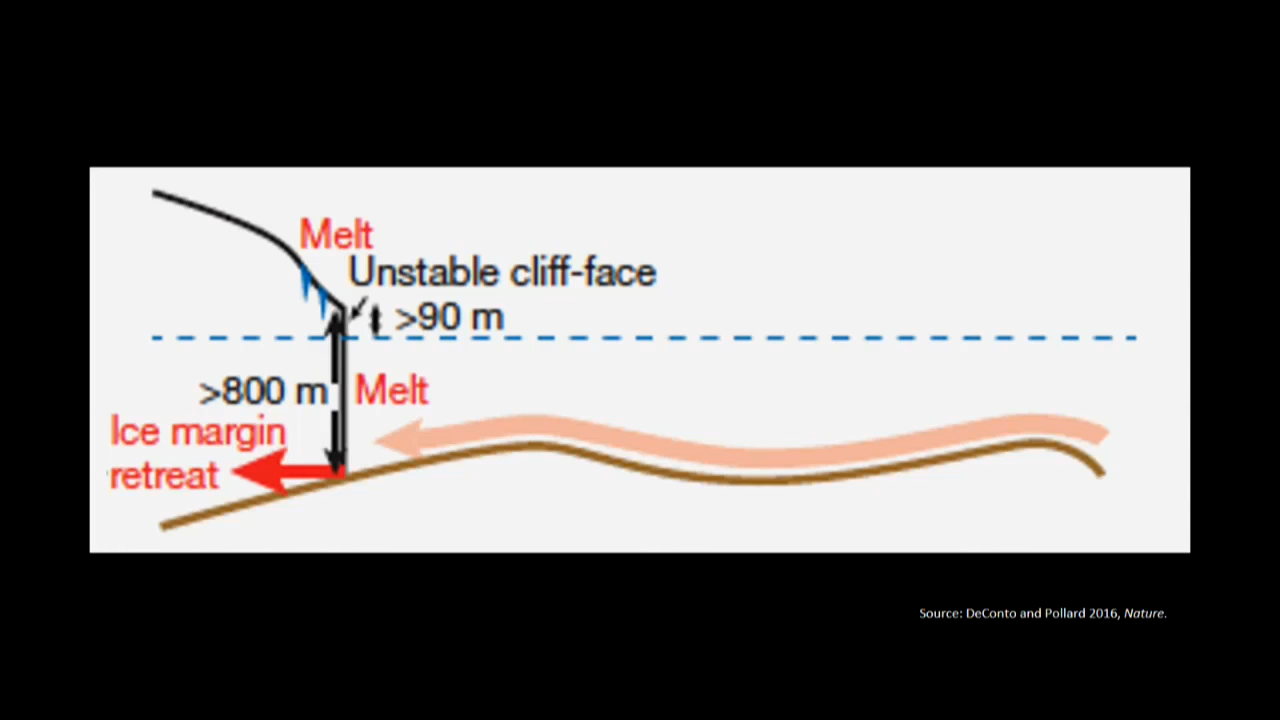 Melt
Unstable cliff-face
>90 m
>800 m
Melt
Ice margin
retreat
Source: DeConto and Pollard 2016, Nature.